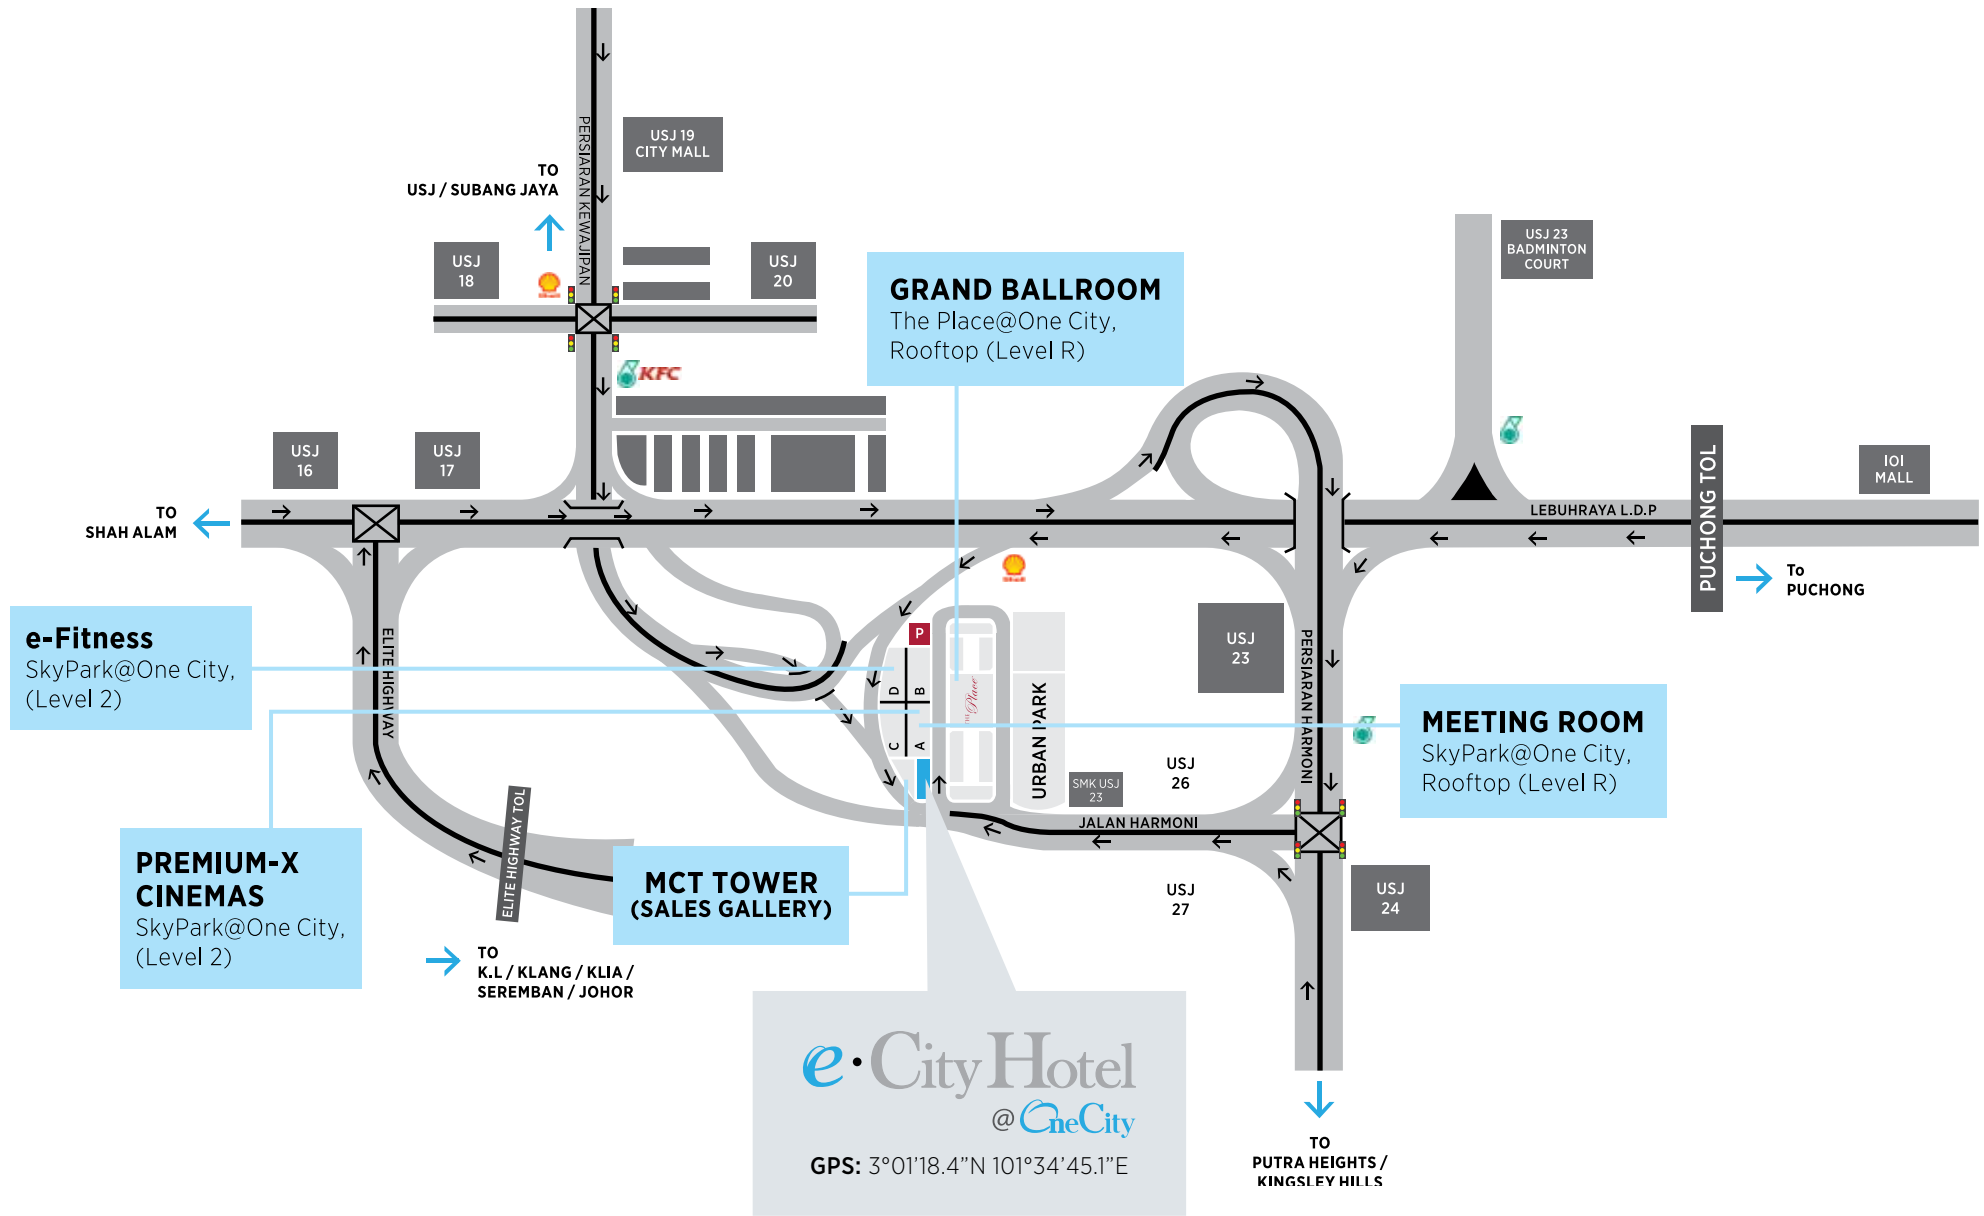 PERSIARAN KEWAJIPAN
USJ 19
CITY MALL
TO
USJ / SUBANG JAYA
USJ
18
Shell
USJ
20
KFC
USJ 23
BADMINTON
COURT
GRAND BALLROOM
The Place@One City,
Rooftop (Level R)
USJ
16
USJ
17
TO
SHAH ALAM
LEBUHRAYA L.D.P
PUCHONG TOL
IOI
MALL
To
PUCHONG
Shell
e-Fitness
SkyPark@One City,
(Level 2)
ELITE HIGHWAY
P
D
B
C
A
THE Place
URBAN PARK
USJ
23
PERSIARAN HARMONI
MEETING ROOM
SkyPark@One City,
Rooftop (Level R)
USJ
26
SMK USJ
23
JALAN HARMONI
ELITE HIGHWAY TOL
PREMIUM-X
CINEMAS
SkyPark@One City,
(Level 2)
MCT TOWER
(SALES GALLERY)
USJ
27
USJ
24
TO
K.L / KLANG / KLIA /
SEREMBAN / JOHOR
e·City Hotel
@ OneCity
GPS: 3°01’18.4”N 101°34’45.1”E
TO
PUTRA HEIGHTS /
KINGSLEY HILLS